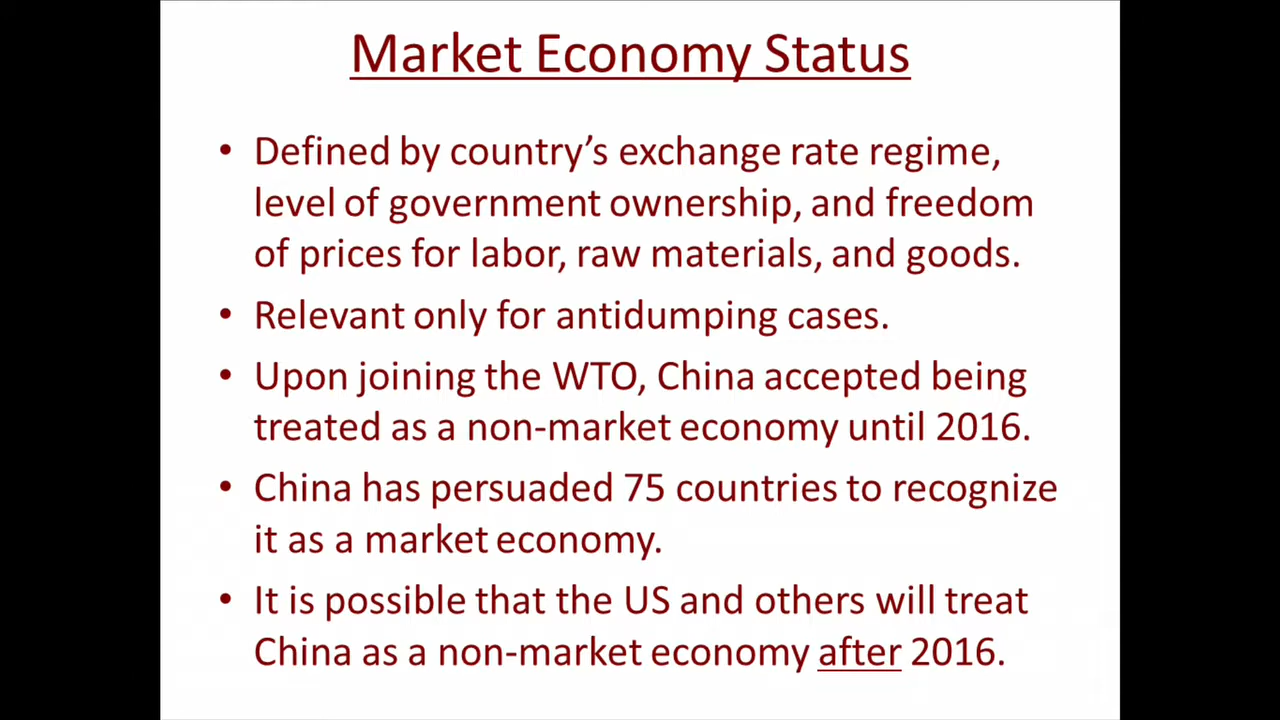 Market Economy Status
• Defined by country’s exchange rate regime,
level of government ownership, and freedom
of prices for labor, raw materials, and goods.
• Relevant only for antidumping cases.
• Upon joining the WTO, China accepted being
treated as a non-market economy until 2016.
• China has persuaded 75 countries to recognize
it as a market economy.
• It is possible that the US and others will treat
China as a non-market economy after 2016.